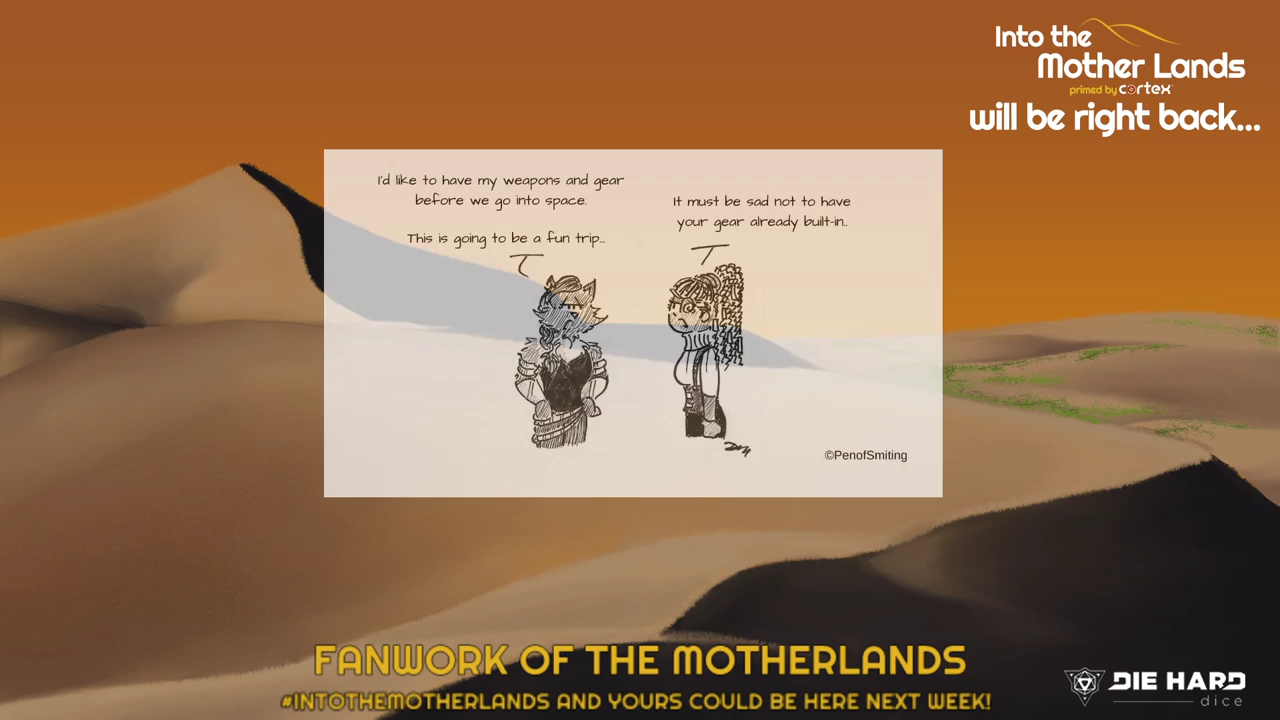 Into the
Mother Lands
primed by cortex
will be right back...
I'd like to have my weapons and gear
before we go into space.
This is going to be a fun trip...
It must be sad not to have
your gear already built-in..
©PenofSmiting
FANWORK OF THE MOTHERLANDS
#INTOTHEMOTHERLANDS AND YOURS COULD BE HERE NEXT WEEK!
DIE HARD
dice